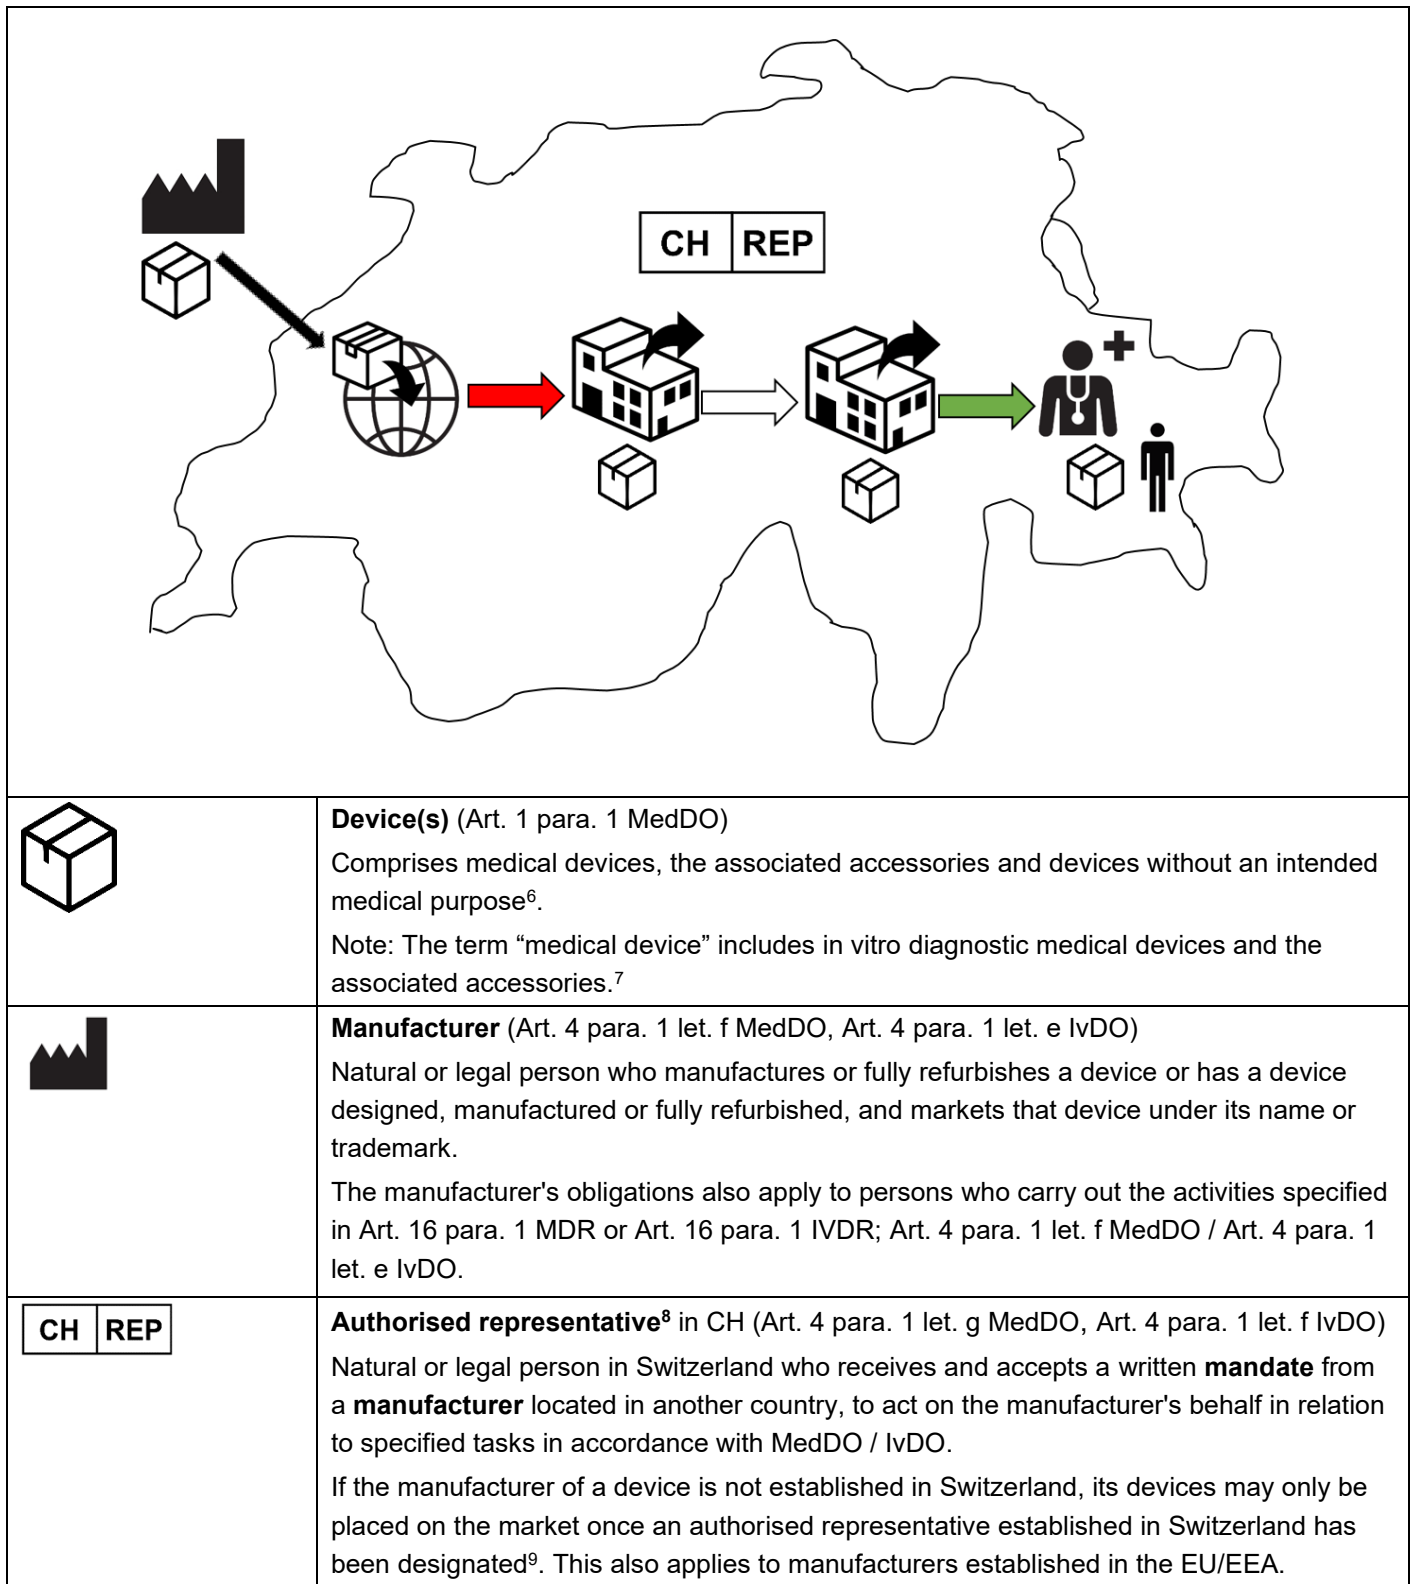 CH REP
Device(s) (Art. 1 para. 1 MedDO)
Comprises medical devices, the associated accessories and devices without an intended
medical purpose6.
Note: The term “medical device” includes in vitro diagnostic medical devices and the
associated accessories.7
Manufacturer (Art. 4 para. 1 let. f MedDO, Art. 4 para. 1 let. e IvDO)
Natural or legal person who manufactures or fully refurbishes a device or has a device
designed, manufactured or fully refurbished, and markets that device under its name or
trademark.
The manufacturer's obligations also apply to persons who carry out the activities specified
in Art. 16 para. 1 MDR or Art. 16 para. 1 IVDR; Art. 4 para. 1 let. f MedDO / Art. 4 para. 1
let. e IvDO.
CH REP
Authorised representative8 in CH (Art. 4 para. 1 let. g MedDO, Art. 4 para. 1 let. f IvDO)
Natural or legal person in Switzerland who receives and accepts a written mandate from
a manufacturer located in another country, to act on the manufacturer's behalf in relation
to specified tasks in accordance with MedDO / IvDO.
If the manufacturer of a device is not established in Switzerland, its devices may only be
placed on the market once an authorised representative established in Switzerland has
been designated9. This also applies to manufacturers established in the EU/EEA.